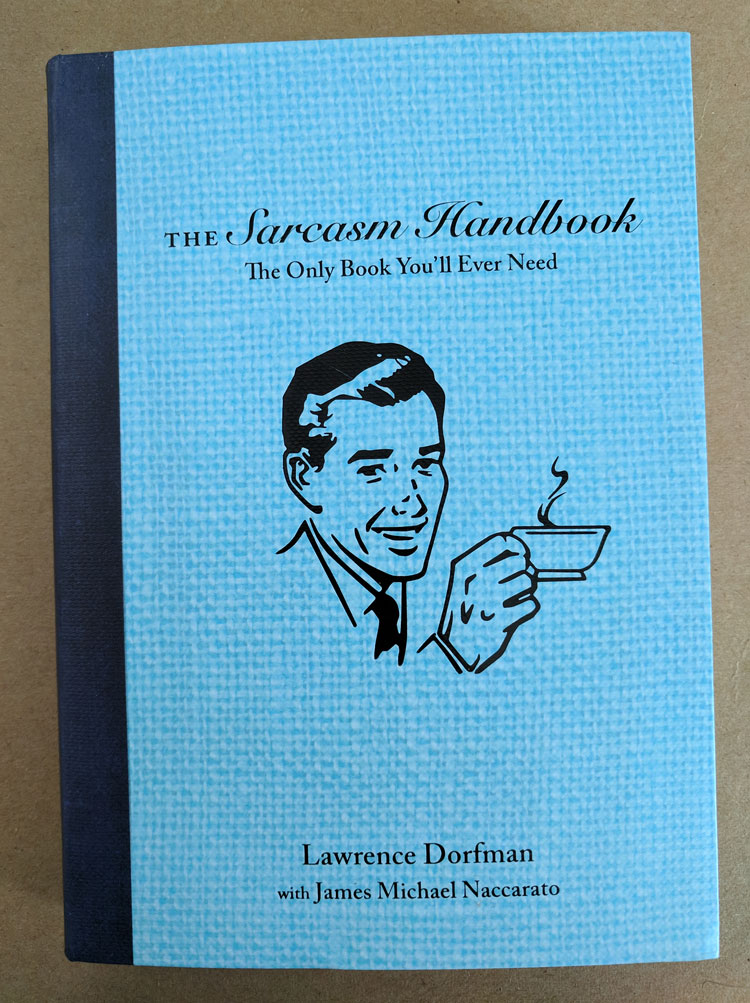 THE Sarcasm Handbook
The Only Book You'll Ever Need
Lawrence Dorfman
with James Michael Naccarato